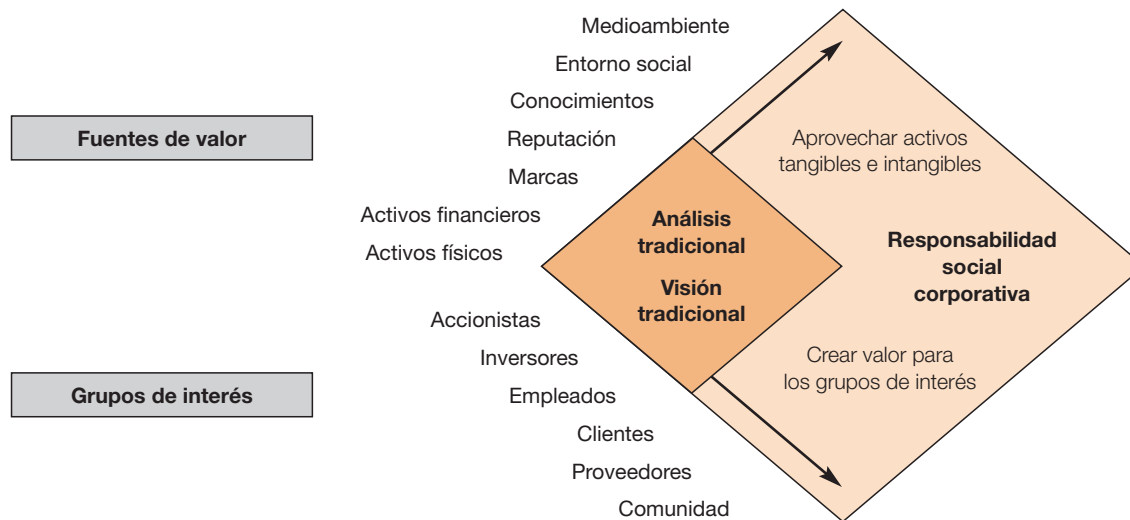 Medioambiente
Entorno social
Conocimientos
Reputación
Marcas
Activos financieros
Activos físicos
Fuentes de valor
Aprovechar activos
tangibles e intangibles
Análisis
tradicional
Visión
tradicional
Responsabilidad
social
corporativa
Accionistas
Inversores
Empleados
Clientes
Proveedores
Comunidad
Grupos de interés
Crear valor para
los grupos de interés